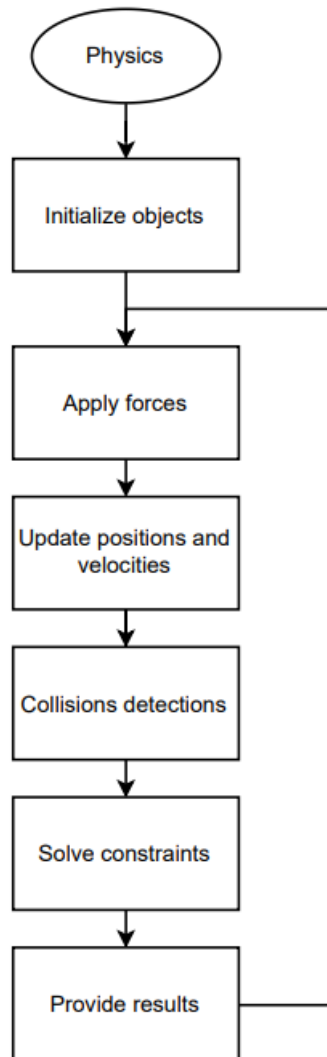 Physics
Initialize objects
Apply forces
Update positions and
velocities
Collisions detections
Solve constraints
Provide results